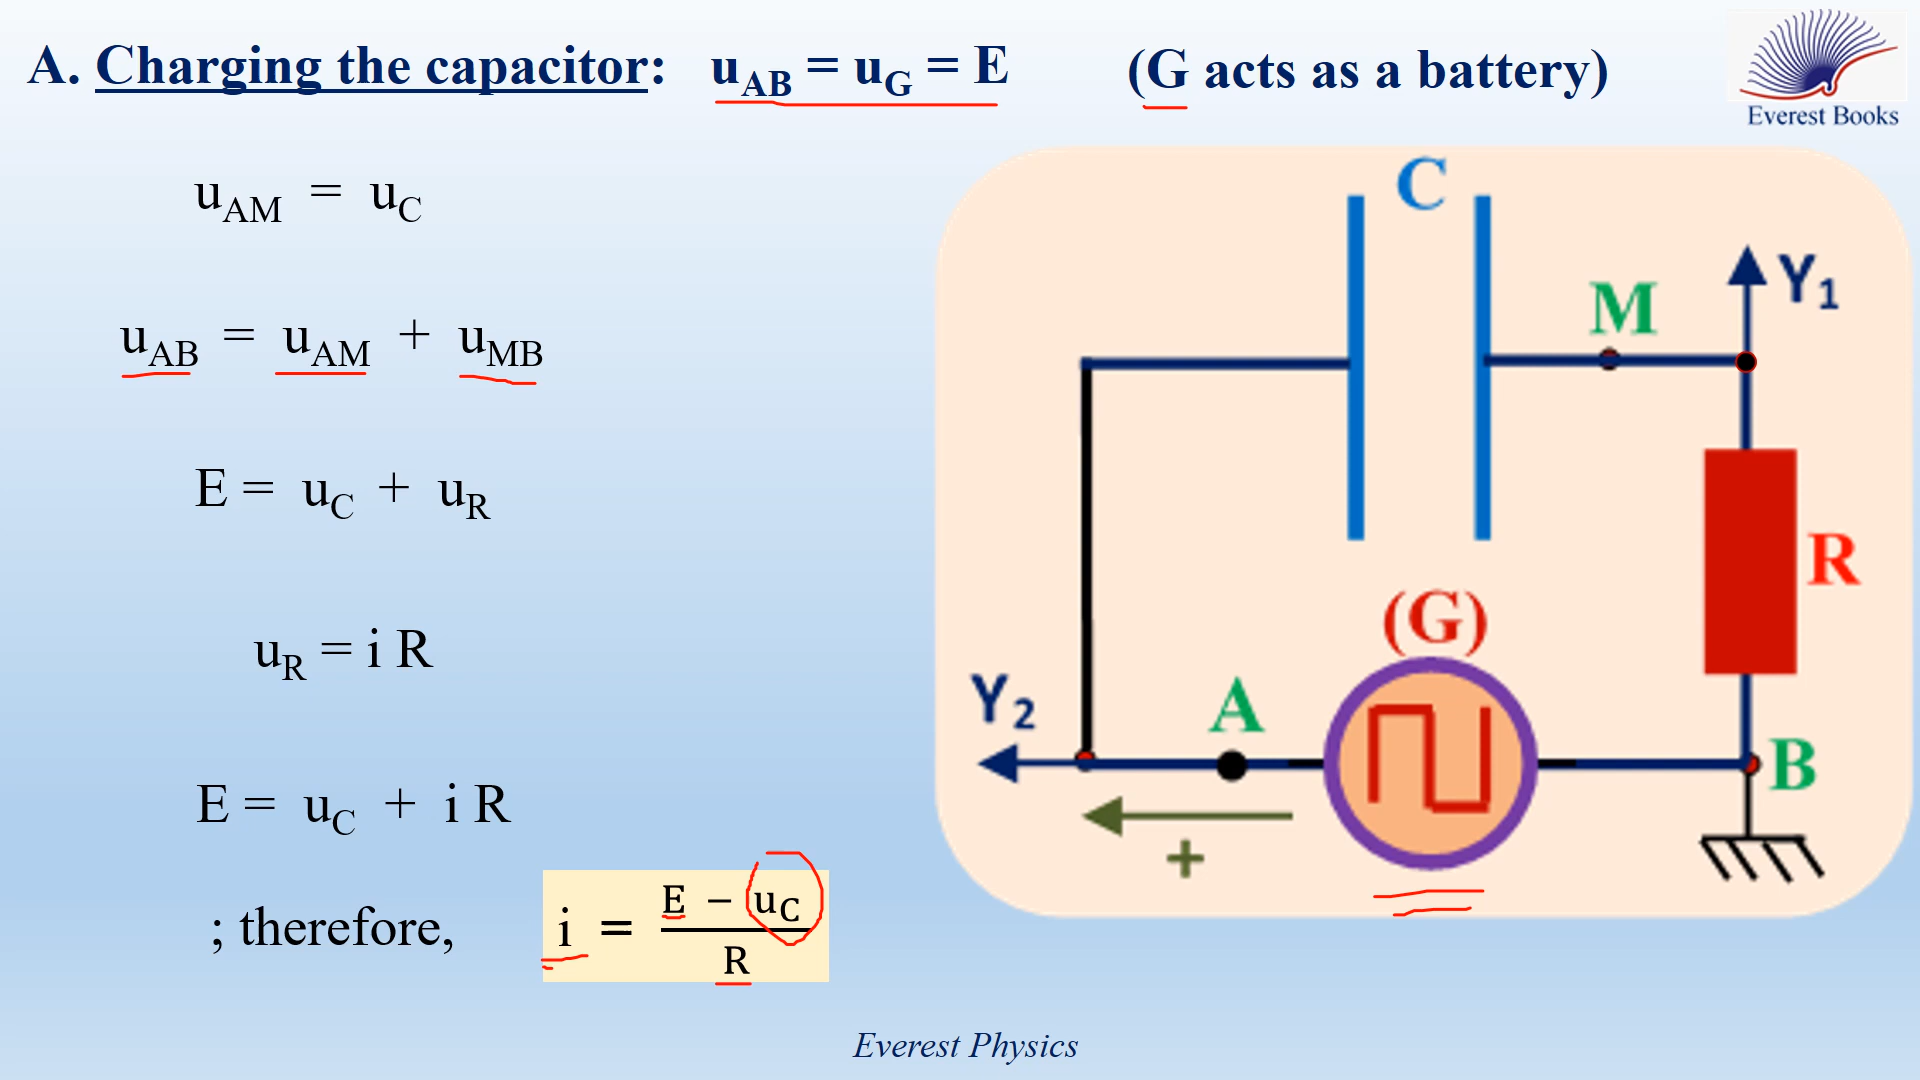 A. Charging the capacitor: uAB = uG = E (G acts as a battery)
Everest Books
uAM = uC
uAB = uAM + uMB
E = uC + uR
uR = i R
E = uC + i R
; therefore, i = E − uC
R
C
M
Y1
R
(G)
Y2
A
B
+
Everest Physics